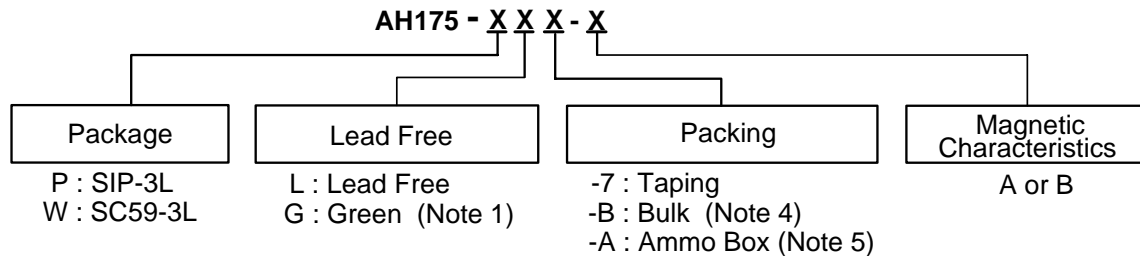 AH175 - X X X - X
Package
Lead Free
Packing
Magnetic
Characteristics
P : SIP-3L
W : SC59-3L
L : Lead Free
G : Green (Note 1)
-7 : Taping
-B : Bulk (Note 4)
-A : Ammo Box (Note 5)
A or B